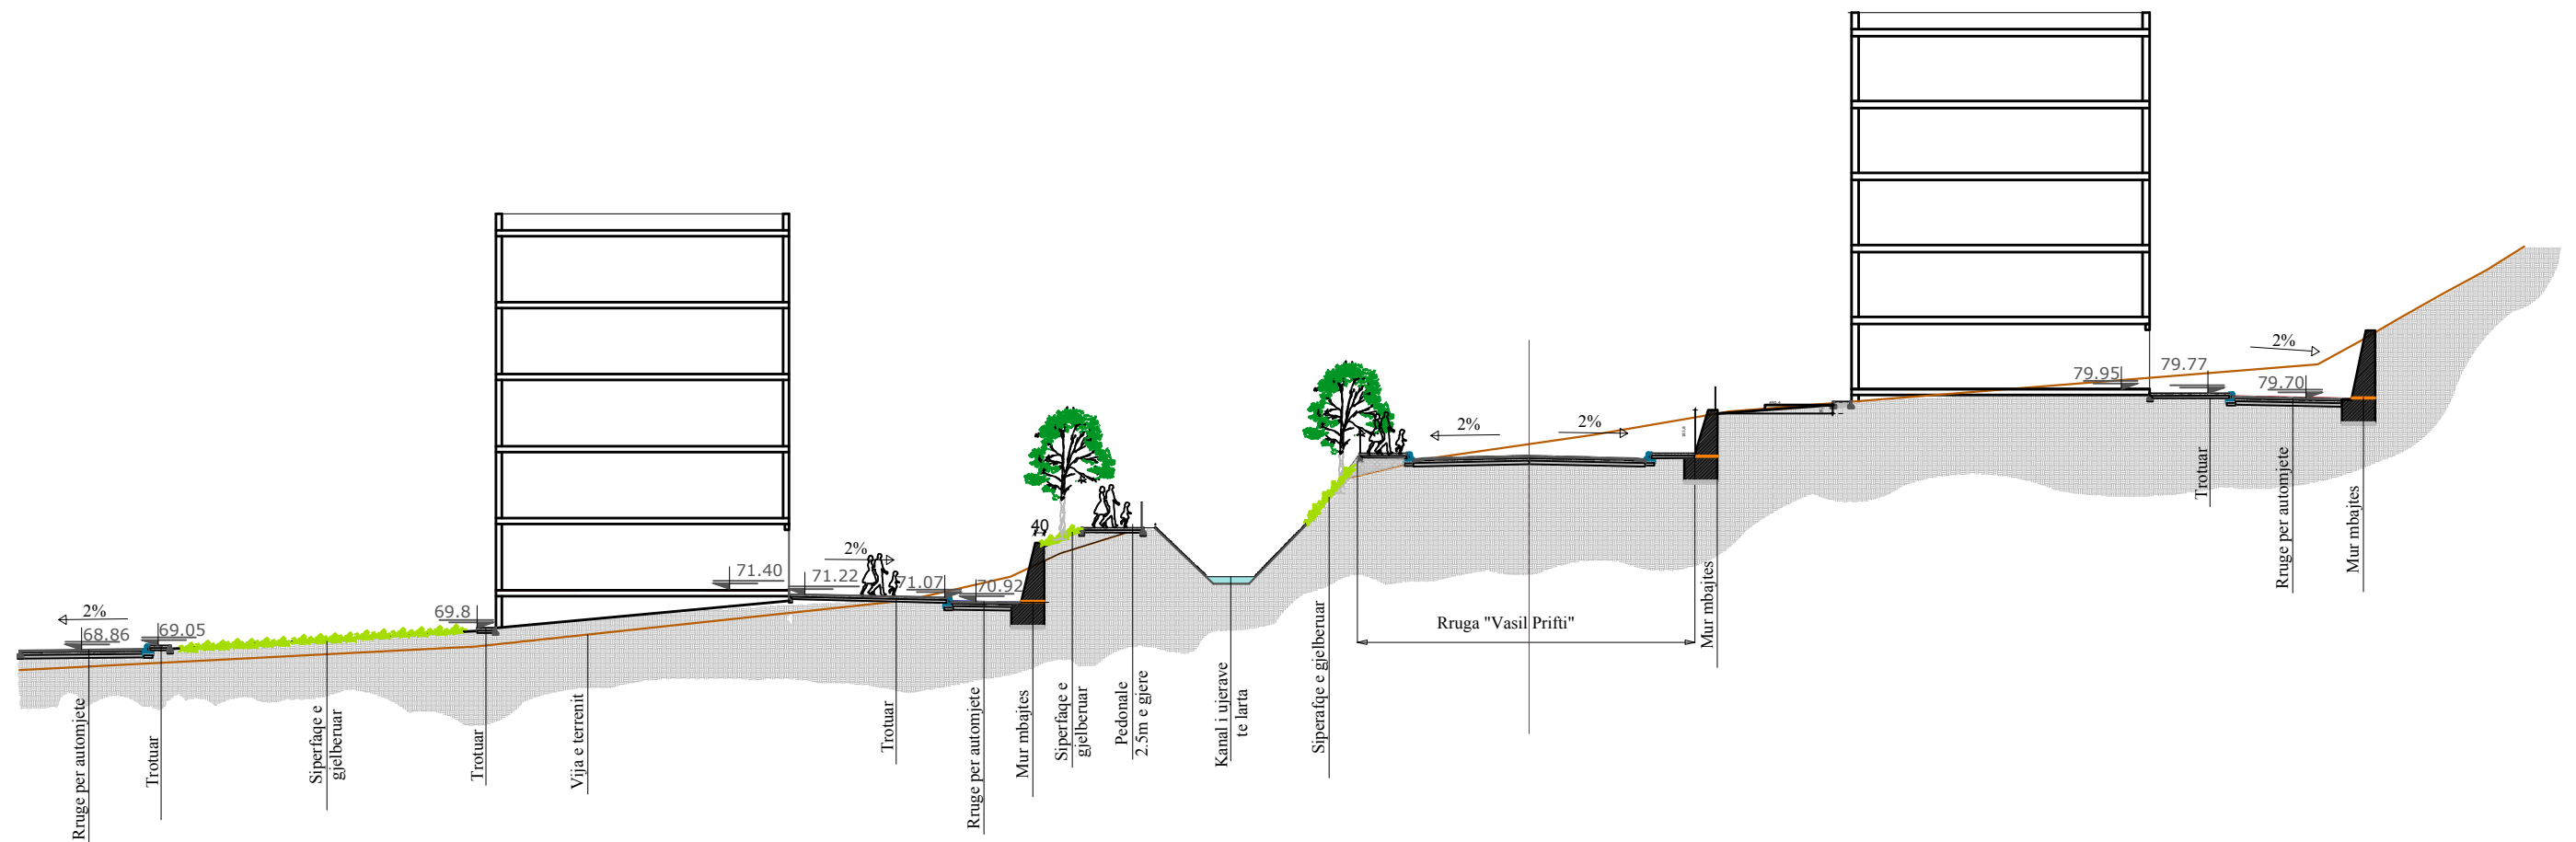 2%
68.86
69.05
69.8
71.40
71.22
2%
71.07
70.92
40
2%
2%
79.95
79.77
2%
79.70
Rruge per automjete
Trotuar
Siperfaqe e
gjelberuar
Trotuar
Vija e terrenit
Trotuar
Rruge per automjete
Mur mbajtes
Siperfaqe e
gjelberuar
Pedonale
2.5m e gjere
Kanal i ujerave
te larta
Siperafqe e gjelberuar
Rruga "Vasil Prifti"
Mur mbajtes
Trotuar
Rruge per automjete
Mur mbajtes